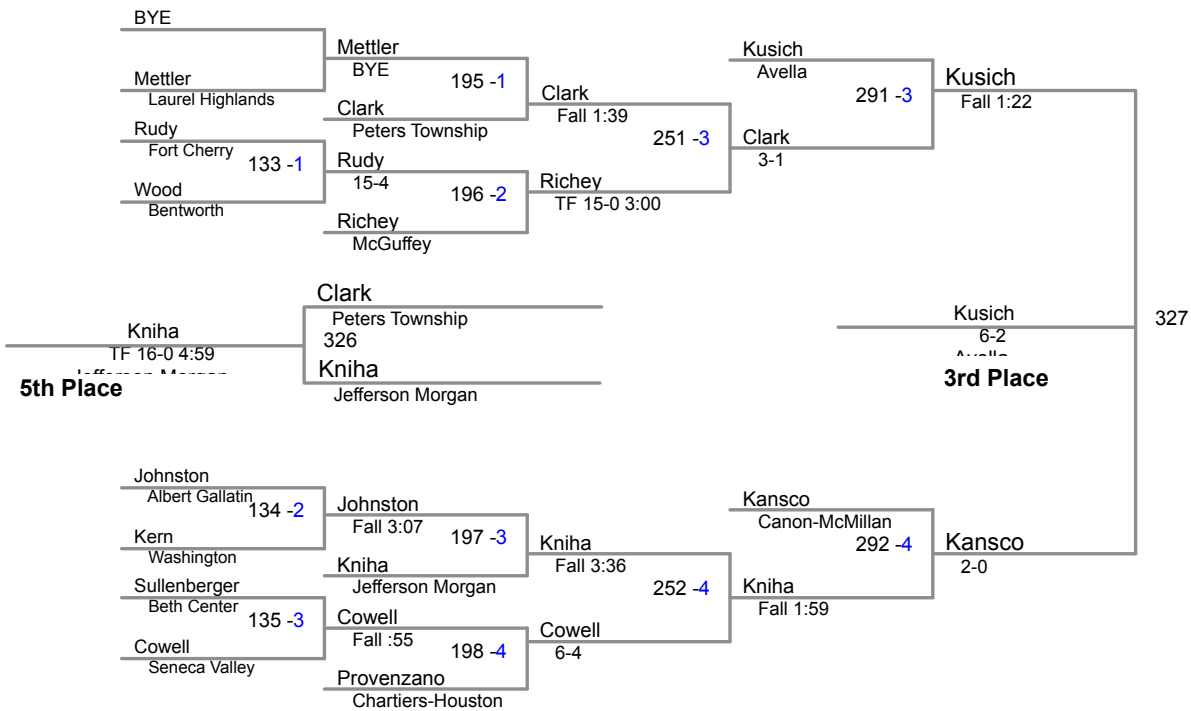 BYE
Mettler
Laurel Highlands
Rudy
Fort Cherry
133 -1
Wood
Bentworth
Mettler
BYE
195 -1
Clark
Peters Township
Rudy
15-4
196 -2
Richey
McGuffey
Clark
Fall 1:39
251 -3
Richey
TF 15-0 3:00
Kusich
Avella
291 -3
Clark
3-1
Kusich
Fall 1:22
Clark
Peters Township
326
Kniha
Jefferson Morgan
Kniha
TF 16-0 4:59
Jefferson Morgan
5th Place
Kusich
6-2
Avella
3rd Place
327
Johnston
Albert Gallatin
134 -2
Kern
Washington
Sullenberger
Beth Center
135 -3
Cowell
Seneca Valley
Johnston
Fall 3:07
197 -3
Kniha
Jefferson Morgan
Cowell
Fall :55
198 -4
Provenzano
Chartiers-Houston
Kniha
Fall 3:36
252 -4
Cowell
6-4
Kansco
Canon-McMillan
292 -4
Kniha
Fall 1:59
Kansco
2-0